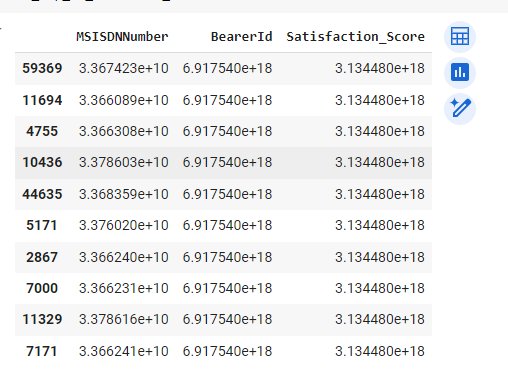 MSISDNNumber BearerId Satisfaction_Score
59369 3.367423e+10 6.917540e+18 3.134480e+18
11694 3.366089e+10 6.917540e+18 3.134480e+18
4755 3.366308e+10 6.917540e+18 3.134480e+18
10436 3.378603e+10 6.917540e+18 3.134480e+18
44635 3.368359e+10 6.917540e+18 3.134480e+18
5171 3.376020e+10 6.917540e+18 3.134480e+18
2867 3.366240e+10 6.917540e+18 3.134480e+18
7000 3.366231e+10 6.917540e+18 3.134480e+18
11329 3.378616e+10 6.917540e+18 3.134480e+18
7171 3.366241e+10 6.917540e+18 3.134480e+18